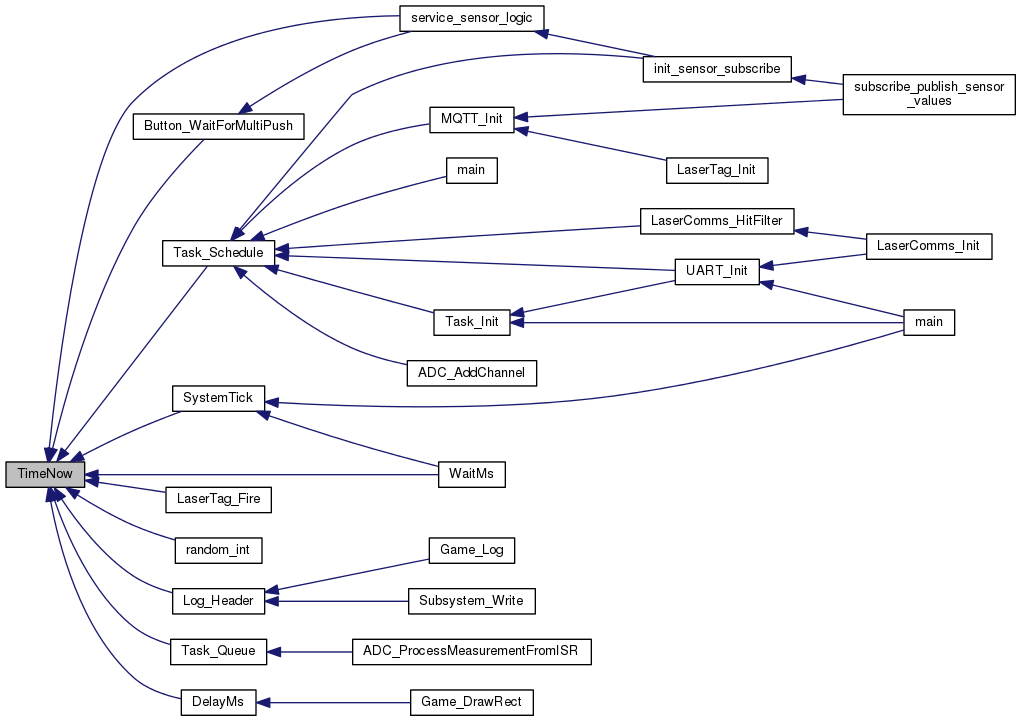 service_sensor_logic
init_sensor_subscribe
subscribe_publish_sensor
_values
Button_WaitForMultiPush
MQTT_Init
main
LaserTag_Init
LaserComms_HitFilter
LaserComms_Init
Task_Schedule
UART_Init
Task_Init
main
ADC_AddChannel
SystemTick
TimeNow
WaitMs
LaserTag_Fire
random_int
Game_Log
Log_Header
Subsystem_Write
Task_Queue
ADC_ProcessMeasurementFromISR
DelayMs
Game_DrawRect